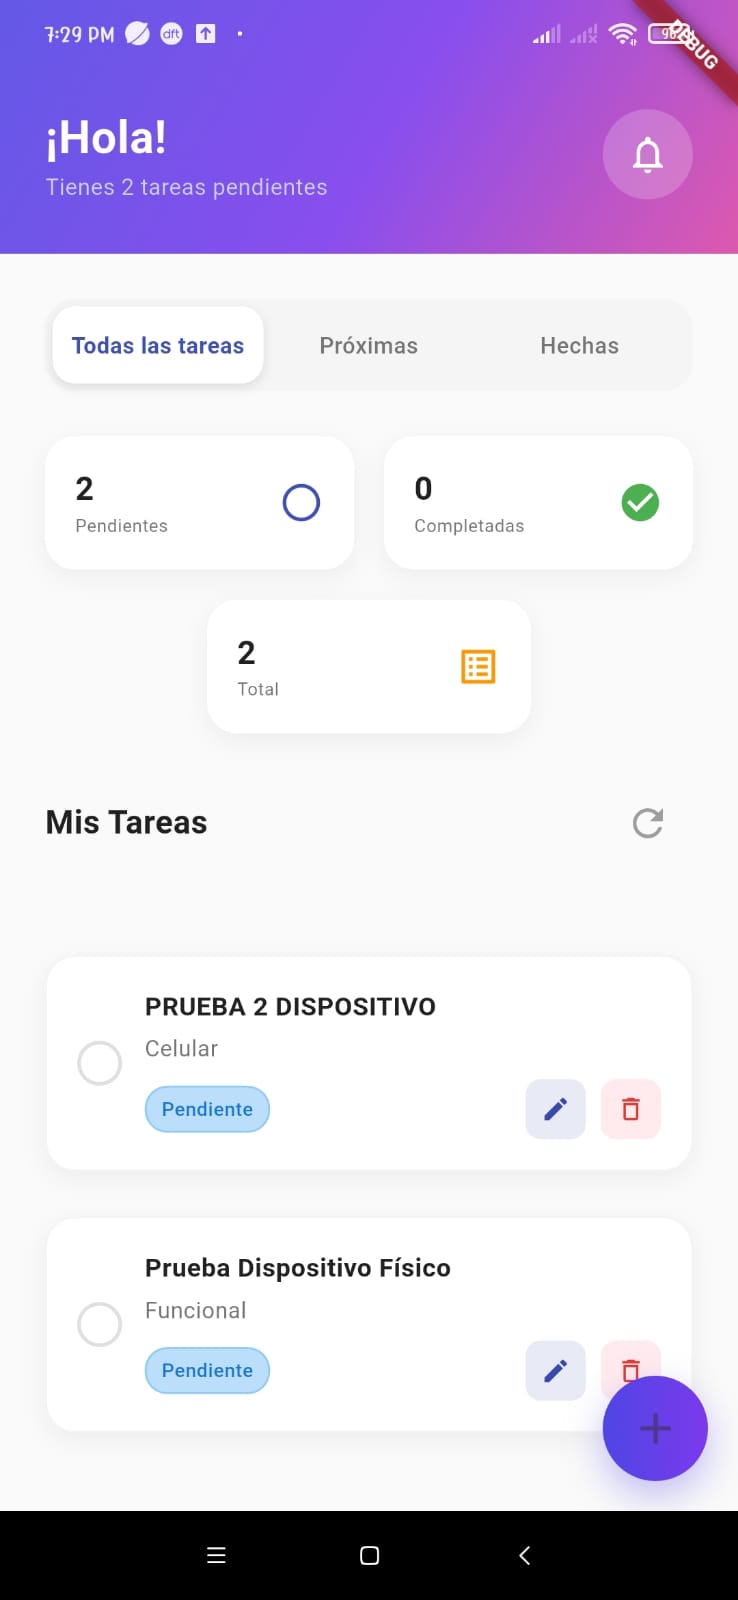 7:29 PM
dft
DEBUG
¡Hola!
Tienes 2 tareas pendientes
Todas las tareas
Próximas
Hechas
2
Pendientes
0
Completadas
2
Total
Mis Tareas
PRUEBA 2 DISPOSITIVO
Celular
Pendiente
Prueba Dispositivo Físico
Funcional
Pendiente